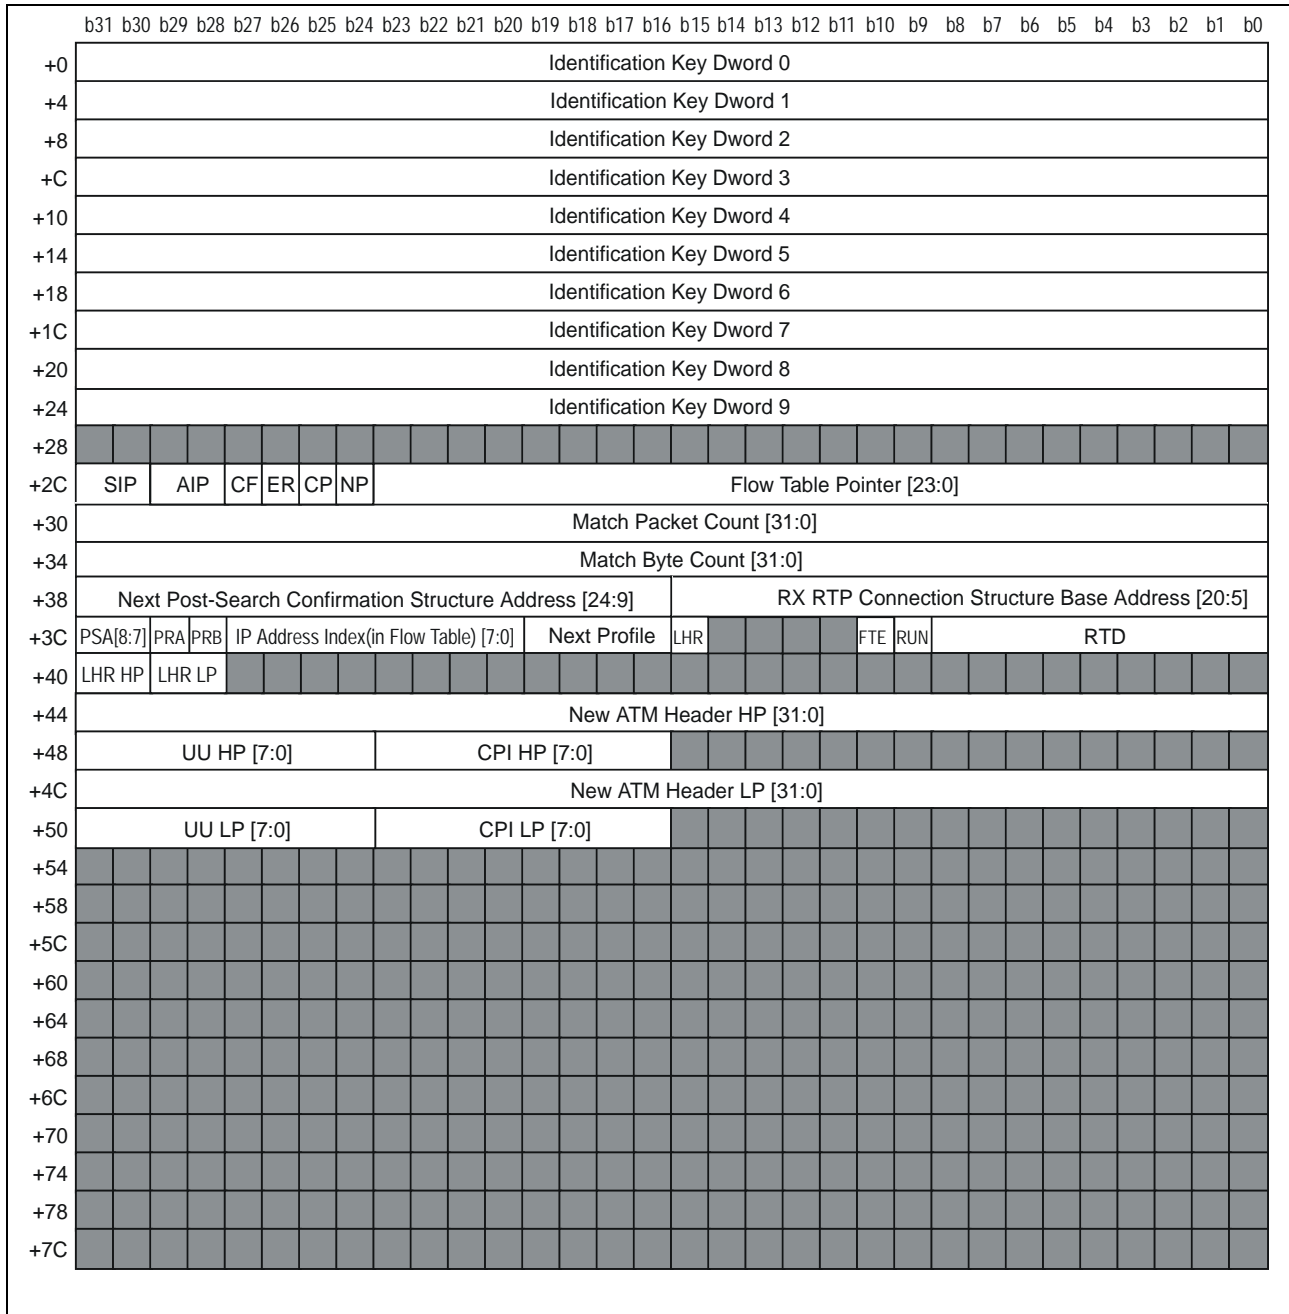 b31 b30 b29 b28 b27 b26 b25 b24 b23 b22 b21 b20 b19 b18 b17 b16 b15 b14 b13 b12 b11 b10 b9 b8 b7 b6 b5 b4 b3 b2 b1 b0
+0 Identification Key Dword 0
+4 Identification Key Dword 1
+8 Identification Key Dword 2
+C Identification Key Dword 3
+10 Identification Key Dword 4
+14 Identification Key Dword 5
+18 Identification Key Dword 6
+1C Identification Key Dword 7
+20 Identification Key Dword 8
+24 Identification Key Dword 9
+28
+2C SIP AIP CF ER CP NP Flow Table Pointer [23:0]
+30 Match Packet Count [31:0]
+34 Match Byte Count [31:0]
+38 Next Post-Search Confirmation Structure Address [24:9] RX RTP Connection Structure Base Address [20:5]
+3C PSA[8:7] PRA PRB IP Address Index(in Flow Table) [7:0] Next Profile LHR FTE RUN RTD
+40 LHR HP LHR LP
+44 New ATM Header HP [31:0]
+48 UU HP [7:0] CPI HP [7:0]
+4C New ATM Header LP [31:0]
+50 UU LP [7:0] CPI LP [7:0]
+54
+58
+5C
+60
+64
+68
+6C
+70
+74
+78
+7C